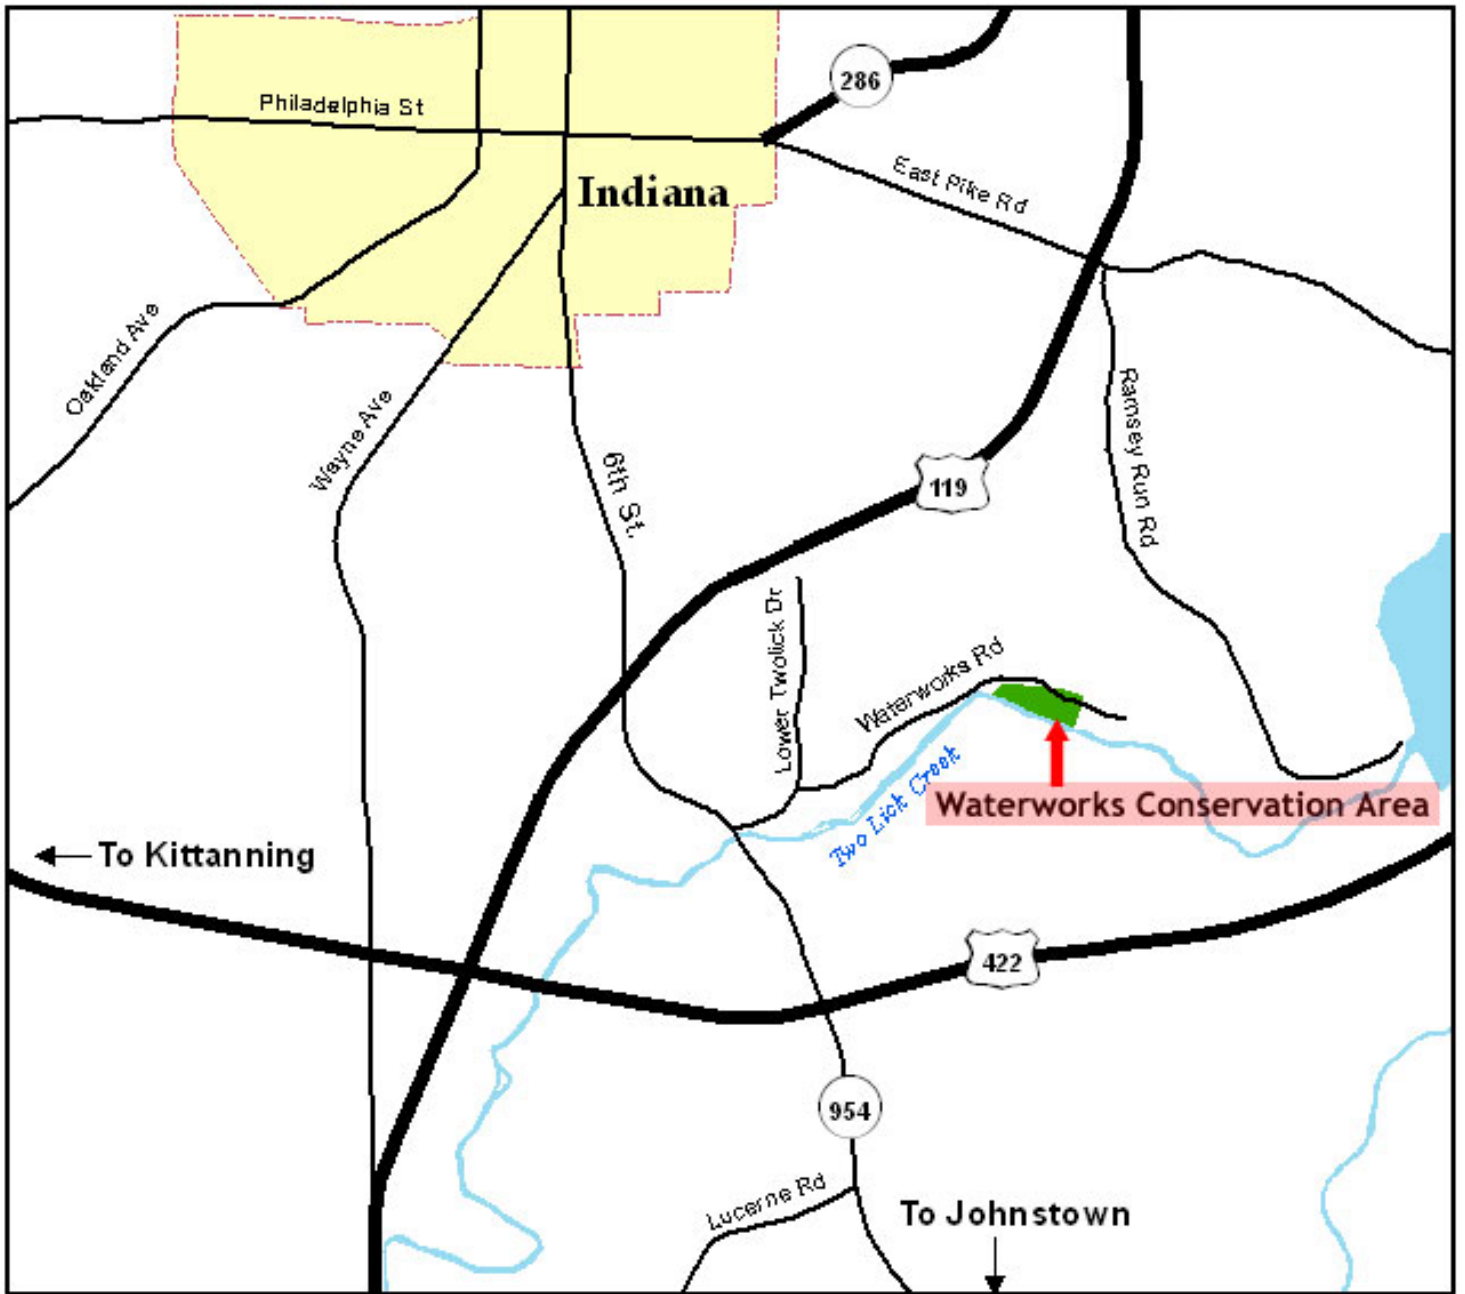 286
Philadelphia St
East Pike Rd
Indiana
Oakland Ave
Wayne Ave
Ramsey Run Rd
6th St.
119
Lower Twolick Dr
Waterworks Rd
Two Lick Creek
Waterworks Conservation Area
To Kittanning
422
954
Lucerne Rd
To Johnstown